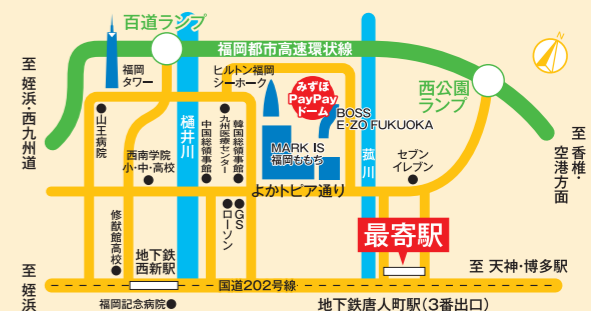 百道ランプ
福岡都市高速環状線
至 姪浜・西九州道
福岡
タワー
ヒルトン福岡
シーホーク
みずほ
PayPay
ドーム
西公園
ランプ
BOSS
E・ZO FUKUOKA
山王病院
樋井川
中国総領事館
九州医療センター
韓国総領事館
MARK IS
福岡ももち
菰川
セブン
イレブン
至 香椎・
空港方面
西南学院
小・中・高校
よかトピア通り
修猷館高校
ローソン
GS
最寄駅
地下鉄
西新駅
至 天神・博多駅
至 姪浜
国道202号線
福岡記念病院
地下鉄唐人町駅(3番出口)